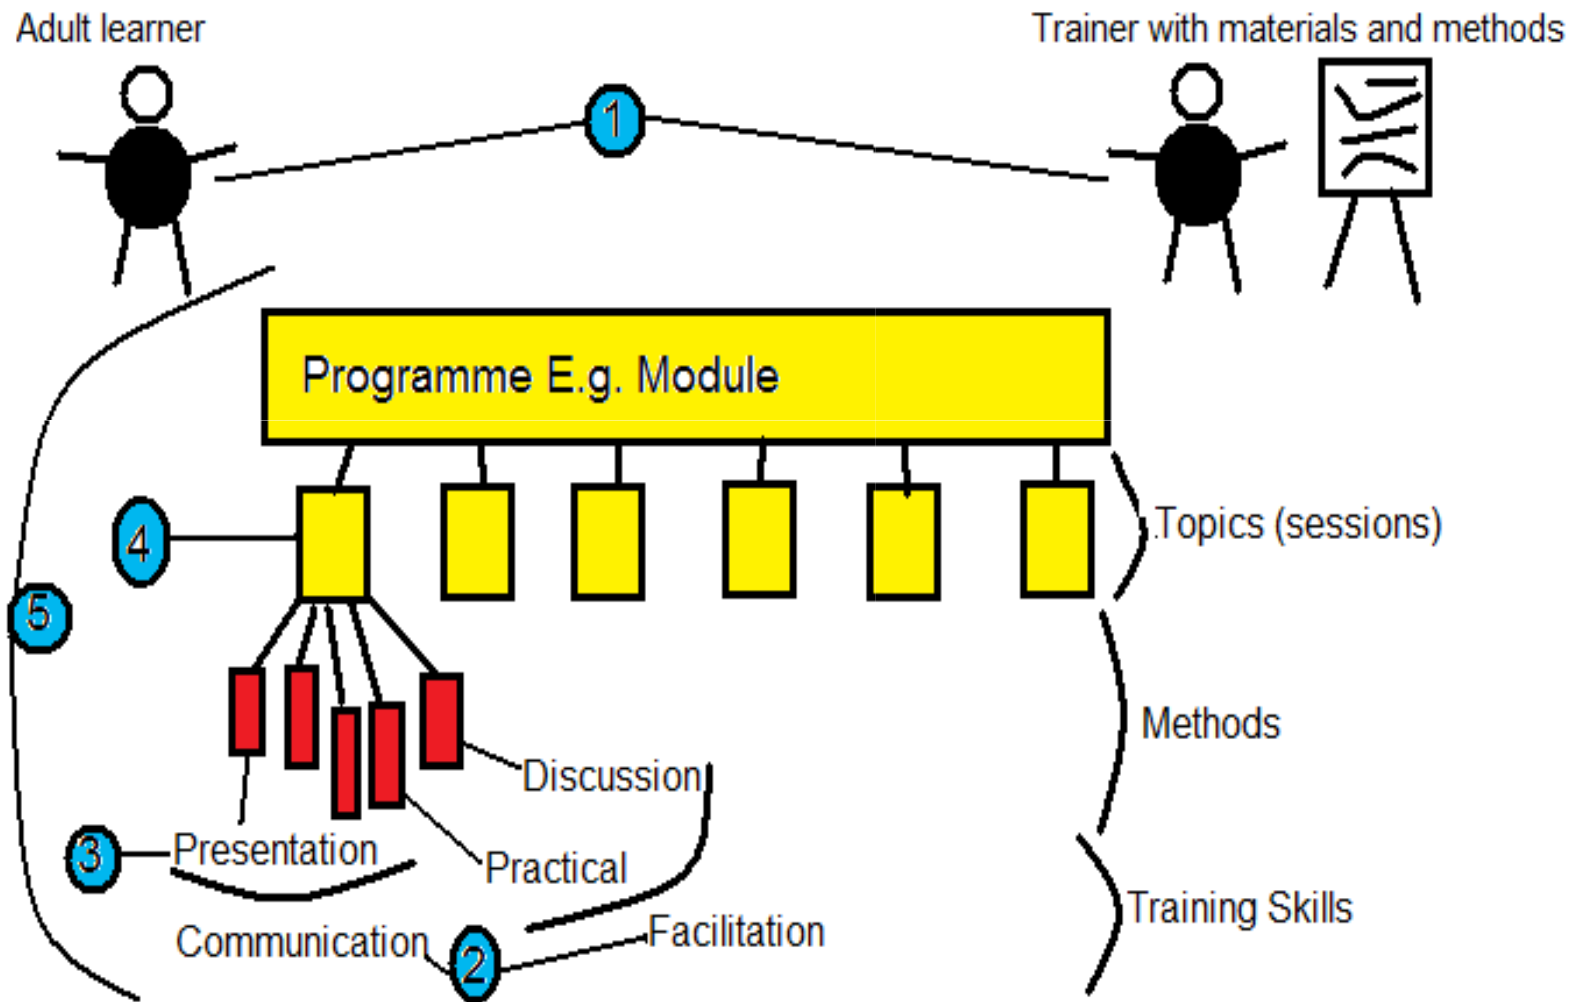 Adult learner
Trainer with materials and methods
1
Programme E.g. Module
4
Topics (sessions)
5
Methods
Discussion
3
Presentation
Practical
Training Skills
Communication
2
Facilitation